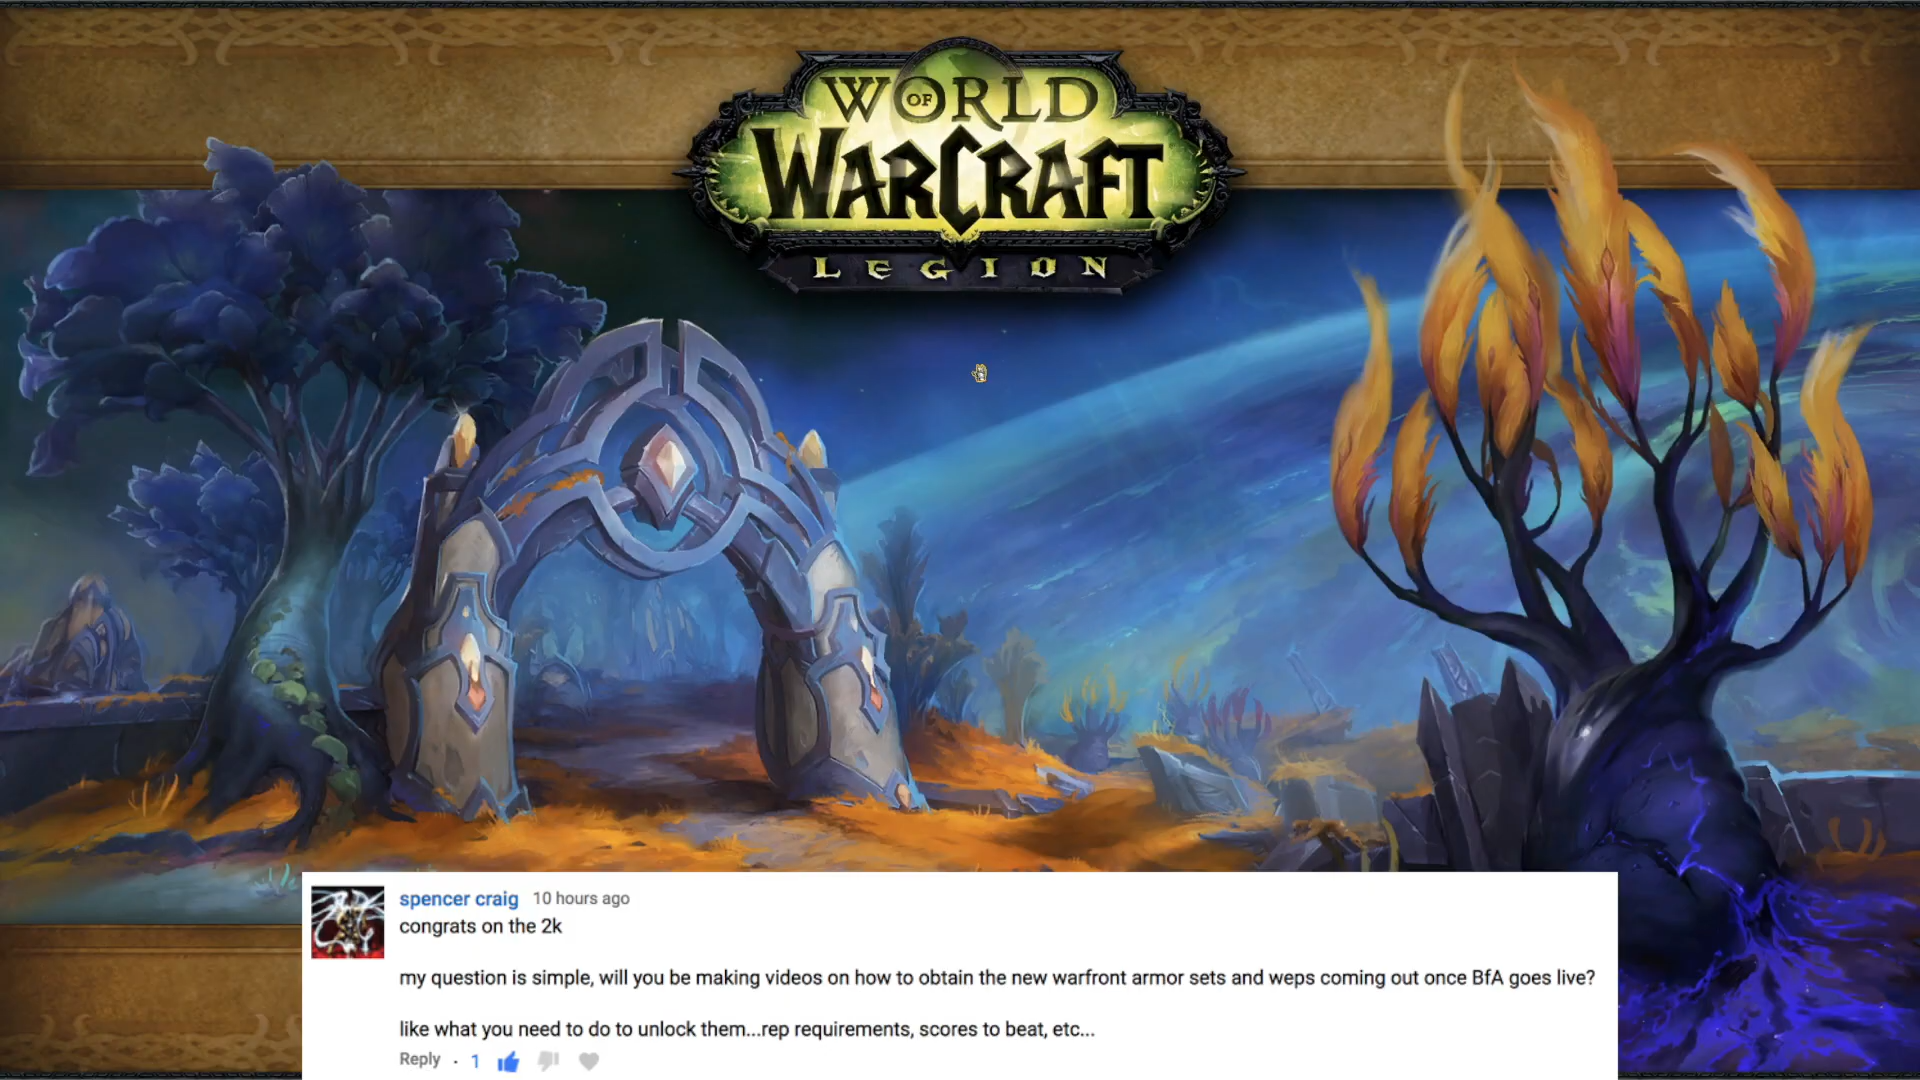 WORLD
OF
WARCRAFT
LEGION
spencer craig 10 hours ago
congrats on the 2k
my question is simple, will you be making videos on how to obtain the new warfront armor sets and weps coming out once BfA goes live?
like what you need to do to unlock them...rep requirements, scores to beat, etc...
Reply · 1